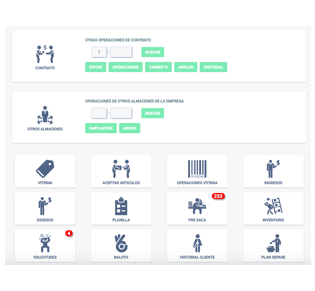 OTRAS OPERACIONES DE CONTRATO
1
BUSCAR
CONTRATO
EDITAR OPERACIONES CAMBIO % ANULAR HISTORIAL
OPERACIONES DE OTROS ALMACENES DE LA EMPRESA
BUSCAR
OTROS ALMACENES
AMPLIACION ABONO
VITRINA ACEPTAR ARTICULOS OPERACIONES VITRINA INGRESOS
233
EGRESOS PLANILLA PRE SACA INVENTARIO
4
SOLICITUDES BALOTO HISTORIAL CLIENTE PLAN SEPARE